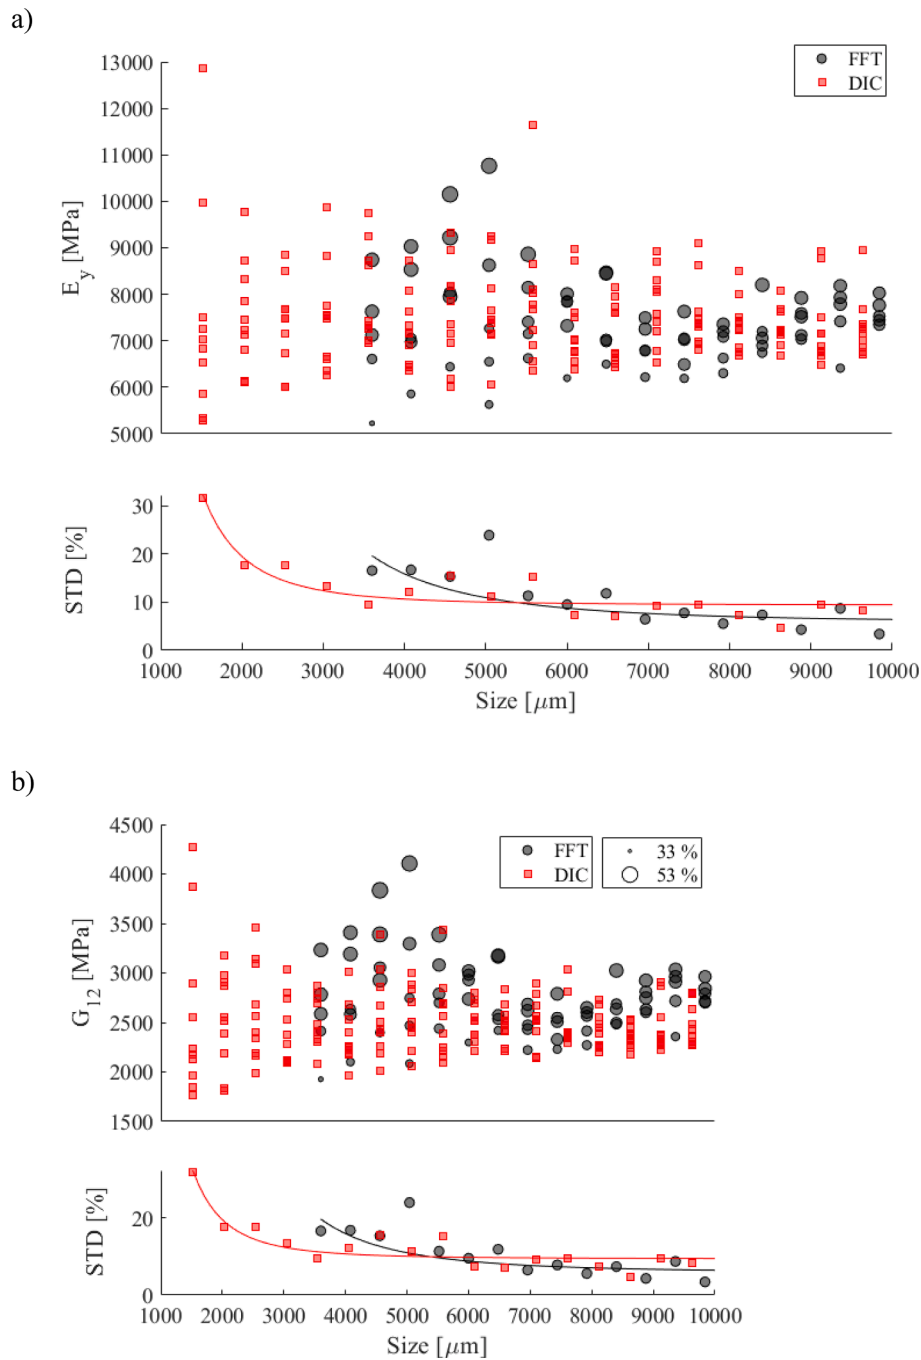 a)
13000
12000
11000
10000
9000
8000
7000
6000
5000
E_y [MPa]
FFT
DIC
30
20
10
0
STD [%]
1000 2000 3000 4000 5000 6000 7000 8000 9000 10000
Size [μm]
b)
4500
4000
3500
3000
2500
2000
1500
G_12 [MPa]
FFT
DIC
33 %
53 %
20
0
STD [%]
1000 2000 3000 4000 5000 6000 7000 8000 9000 10000
Size [μm]